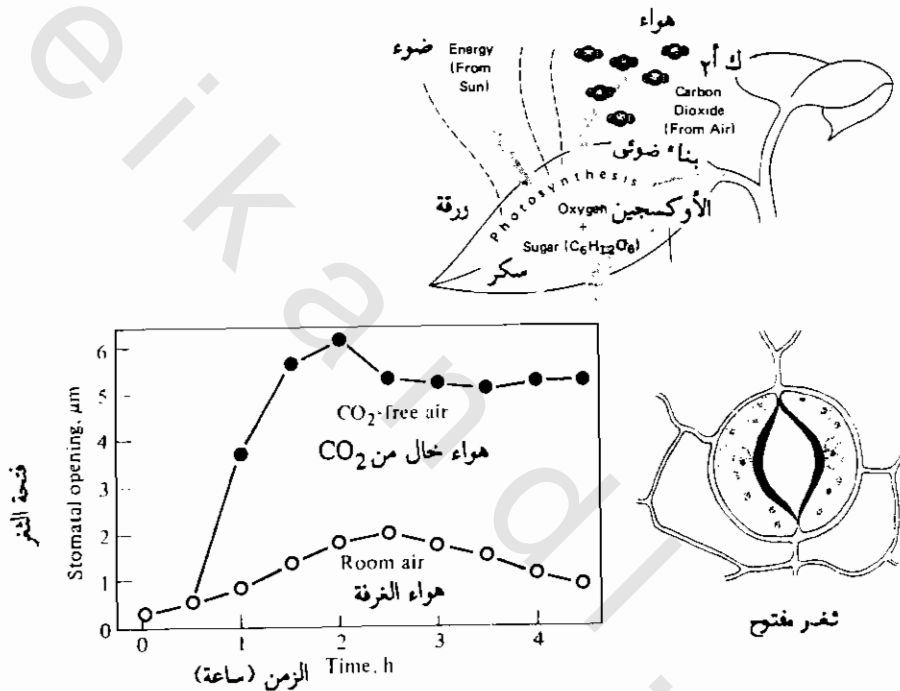 هواء
ضوء
Energy
(From
Sun)
ك أ٢
Carbon
Dioxide
(From Air)
بناء ضوئى
Photosynthesis
ورقة
Oxygen
الأوكسجين
+
Sugar (C6H12O6)
سكر
فتحة الثغر
Stomatal opening, μm
6
5
4
3
2
1
0
CO2-free air
هواء خال من CO2
Room air
هواء الغرفة
0
1
2
3
4
الزمن (ساعة)
Time, h
ثغر مفتوح
eikandl